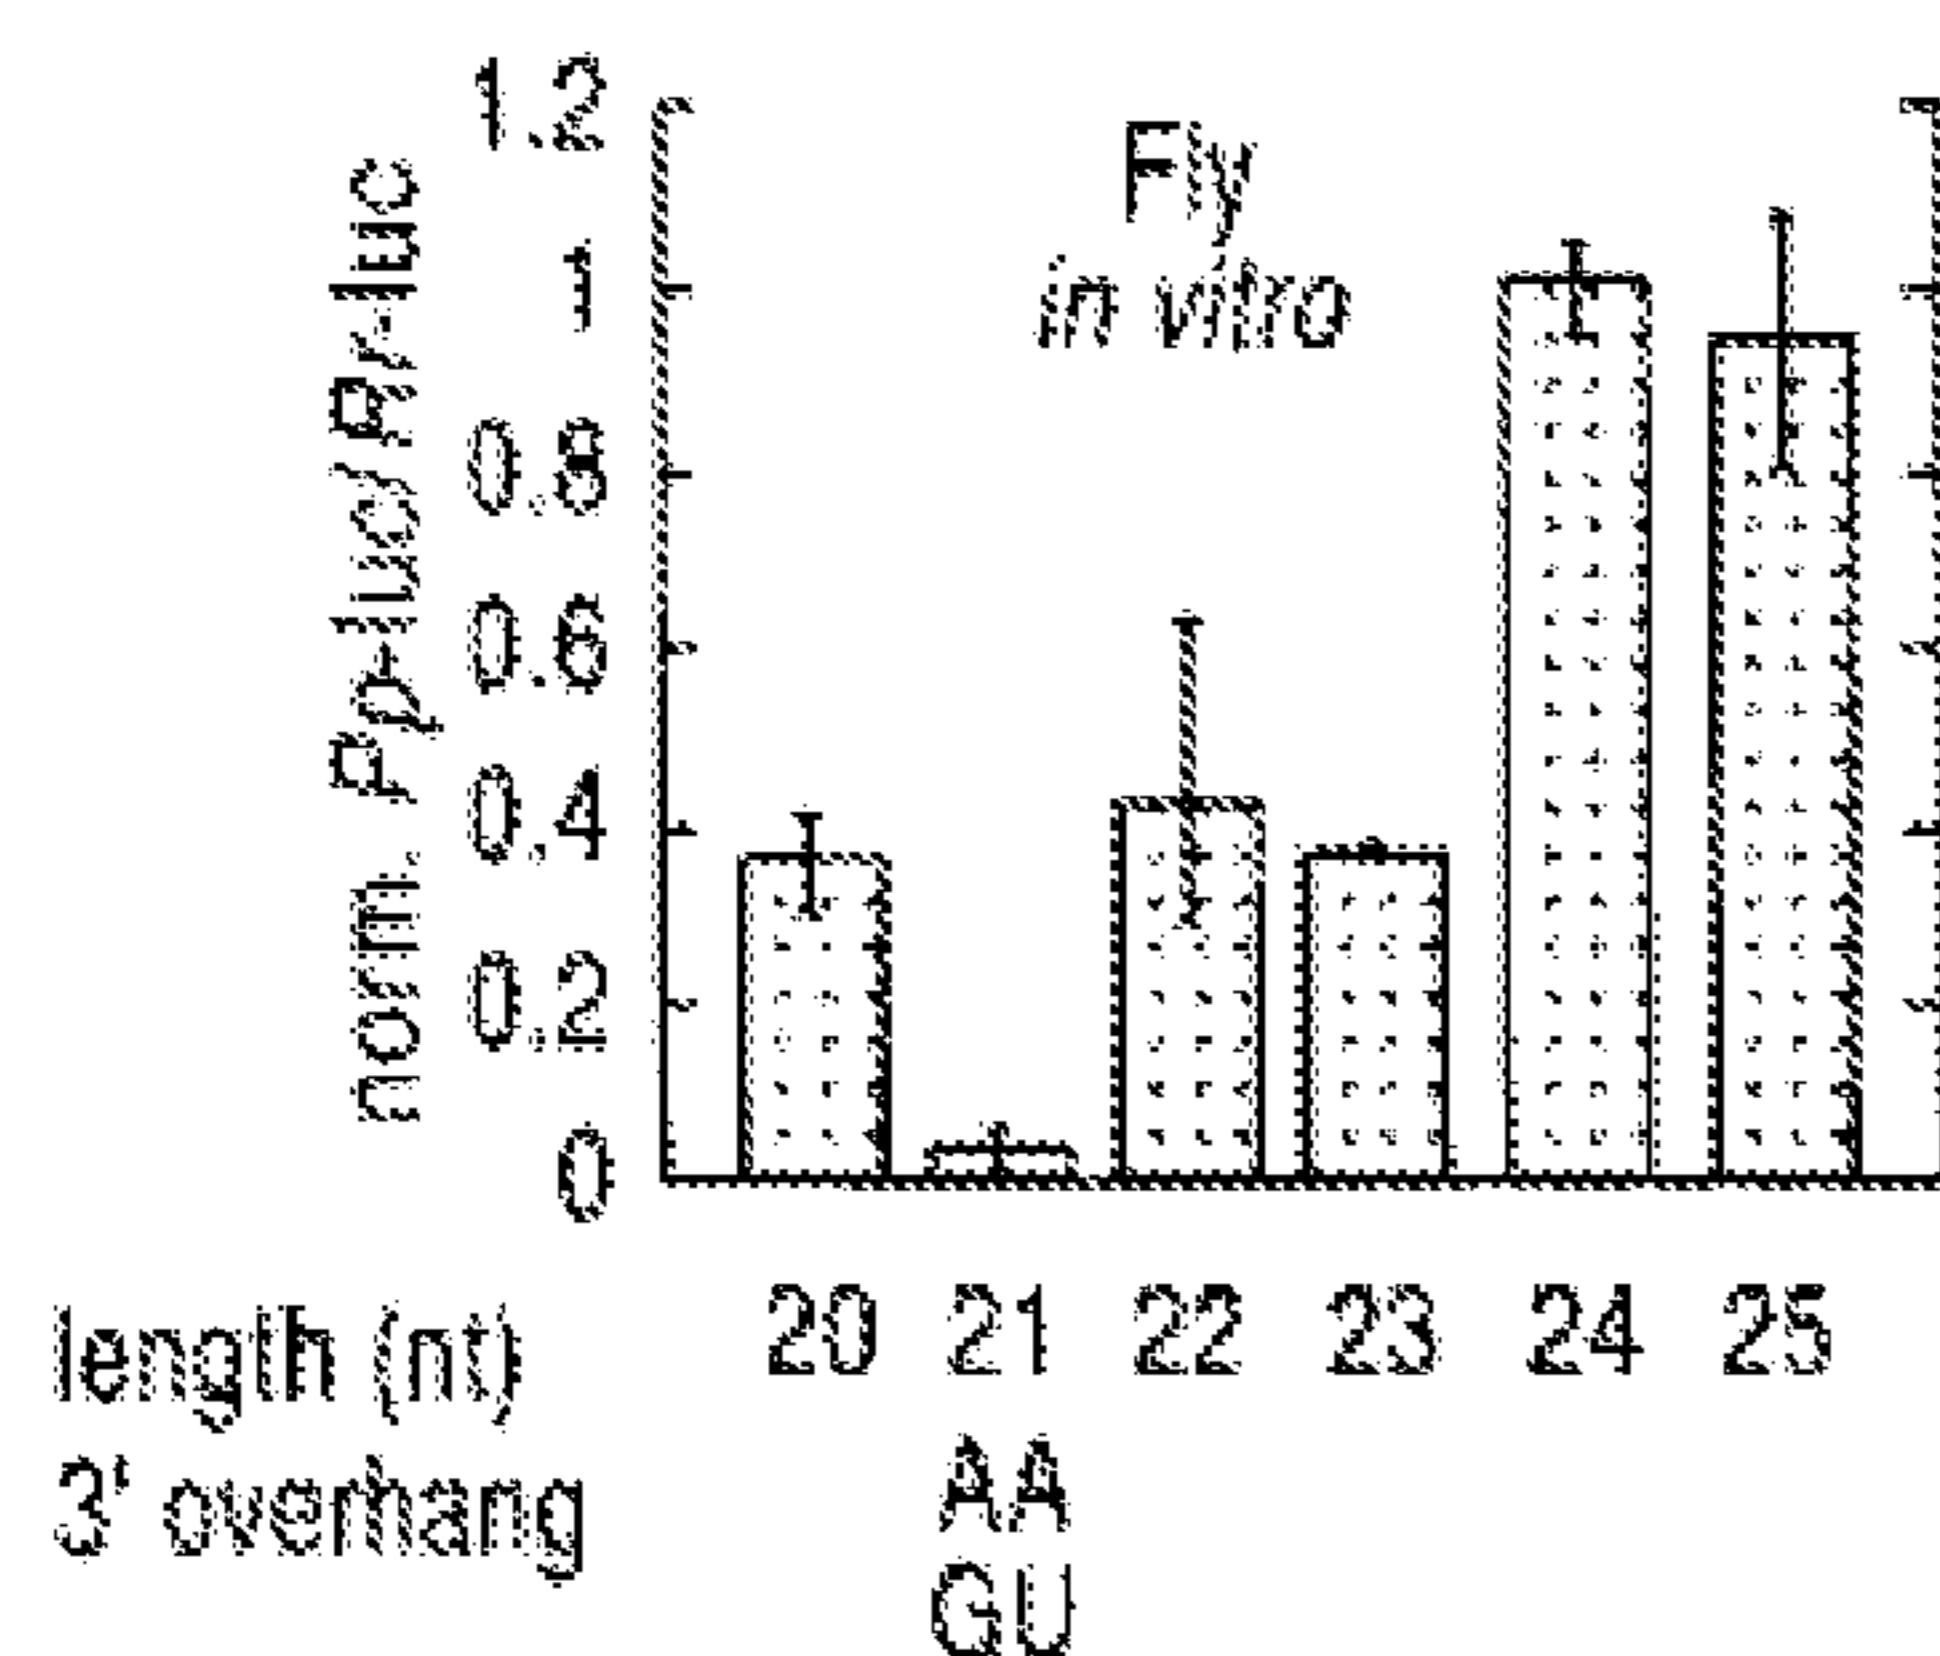 norm. Pp-luc/Rr-luc
1.2
1
0.8
0.6
0.4
0.2
0
Fly
in vitro
length (nt) 20 21 22 23 24 25
3' overhang AA
GU